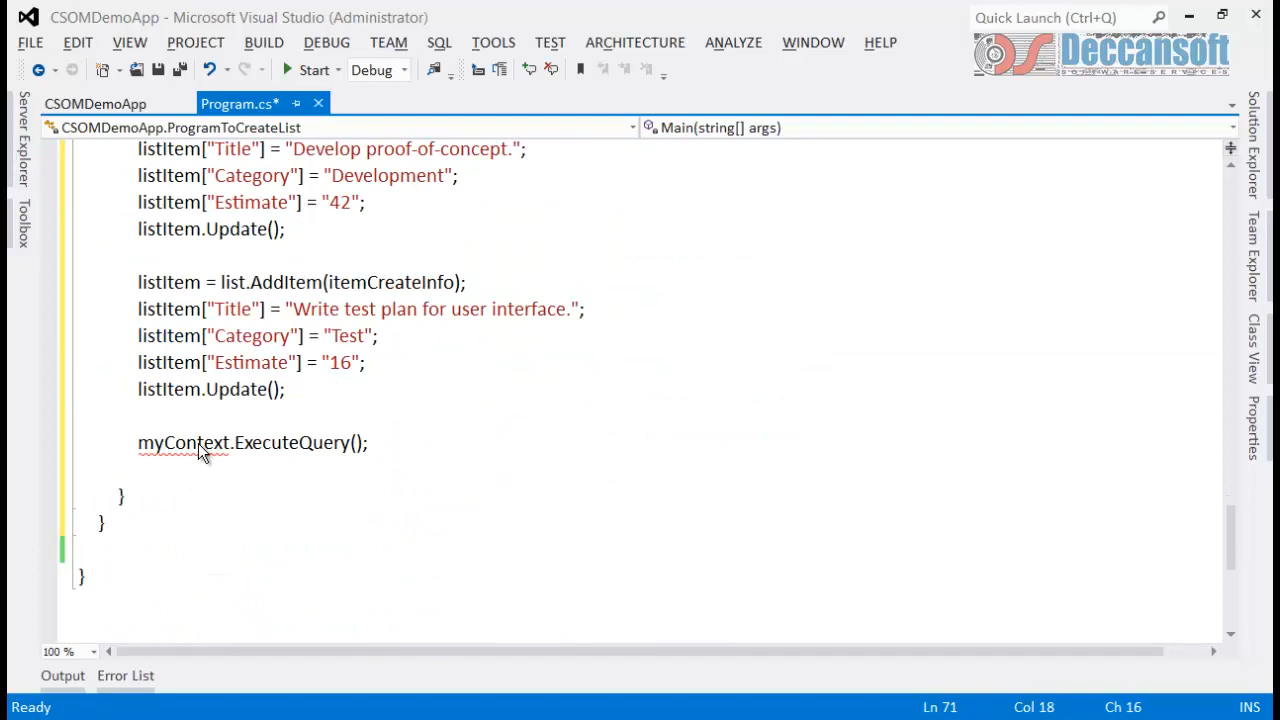 CSOMDemoApp - Microsoft Visual Studio (Administrator)
Quick Launch (Ctrl+Q)
FILE EDIT VIEW PROJECT BUILD DEBUG TEAM SQL TOOLS TEST ARCHITECTURE ANALYZE WINDOW HELP
Deccansoft
SOFTWARE SERVICES
Start Debug
CSOMDemoApp Program.cs*
CSOMDemoApp.ProgramToCreateList Main(string[] args)
Server Explorer
Toolbox
listItem["Title"] = "Develop proof-of-concept.";
listItem["Category"] = "Development";
listItem["Estimate"] = "42";
listItem.Update();
listItem = list.AddItem(itemCreateInfo);
listItem["Title"] = "Write test plan for user interface.";
listItem["Category"] = "Test";
listItem["Estimate"] = "16";
listItem.Update();
myContext.ExecuteQuery();
}
}
}
Solution Explorer
Team Explorer
Class View
Properties
100 %
Output Error List
Ready Ln 71 Col 18 Ch 16 INS